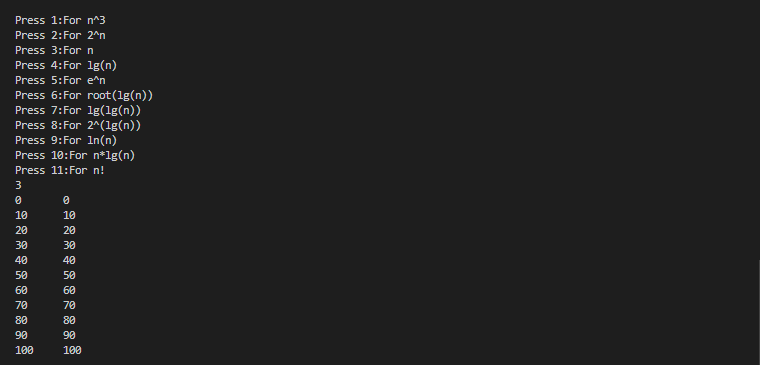 Press 1:For n^3
Press 2:For 2^n
Press 3:For n
Press 4:For lg(n)
Press 5:For e^n
Press 6:For root(lg(n))
Press 7:For lg(lg(n))
Press 8:For 2^(lg(n))
Press 9:For ln(n)
Press 10:For n*lg(n)
Press 11:For n!
3
0 0
10 10
20 20
30 30
40 40
50 50
60 60
70 70
80 80
90 90
100 100